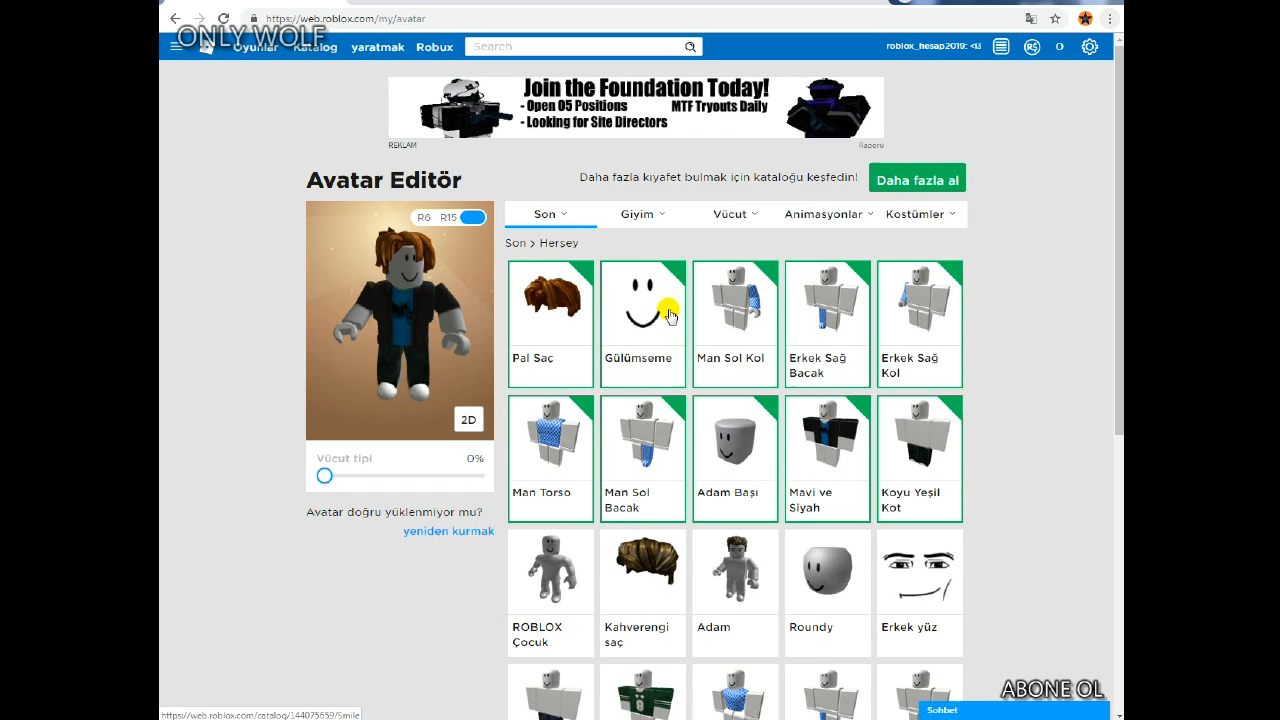 https://web.roblox.com/my/avatar
ONLY WOLF
Oyunlar Katalog yaratmak Robux Search roblox_hesap2019: <13 R$ 0
Join the Foundation Today!
- Open 05 Positions MTF Tryouts Daily
- Looking for Site Directors
REKLAM Raporu
Avatar Editör
Daha fazla kıyafet bulmak için kataloğu keşfedin! Daha fazla al
R6 R15
Son Giyim Vücut Animasyonlar Kostümler
Son > Hersey
Pal Saç
Gülümseme
Man Sol Kol
Erkek Sağ Bacak
Erkek Sağ Kol
2D
Vücut tipi 0%
Avatar doğru yüklenmiyor mu?
yeniden kurmak
Man Torso
Man Sol Bacak
Adam Başı
Mavi ve Siyah
Koyu Yeşil Kot
ROBLOX Çocuk
Kahverengi saç
Adam
Roundy
Erkek yüz
8
ABONE OL
Sohbet
https://web.roblox.com/catalog/144075659/Smile